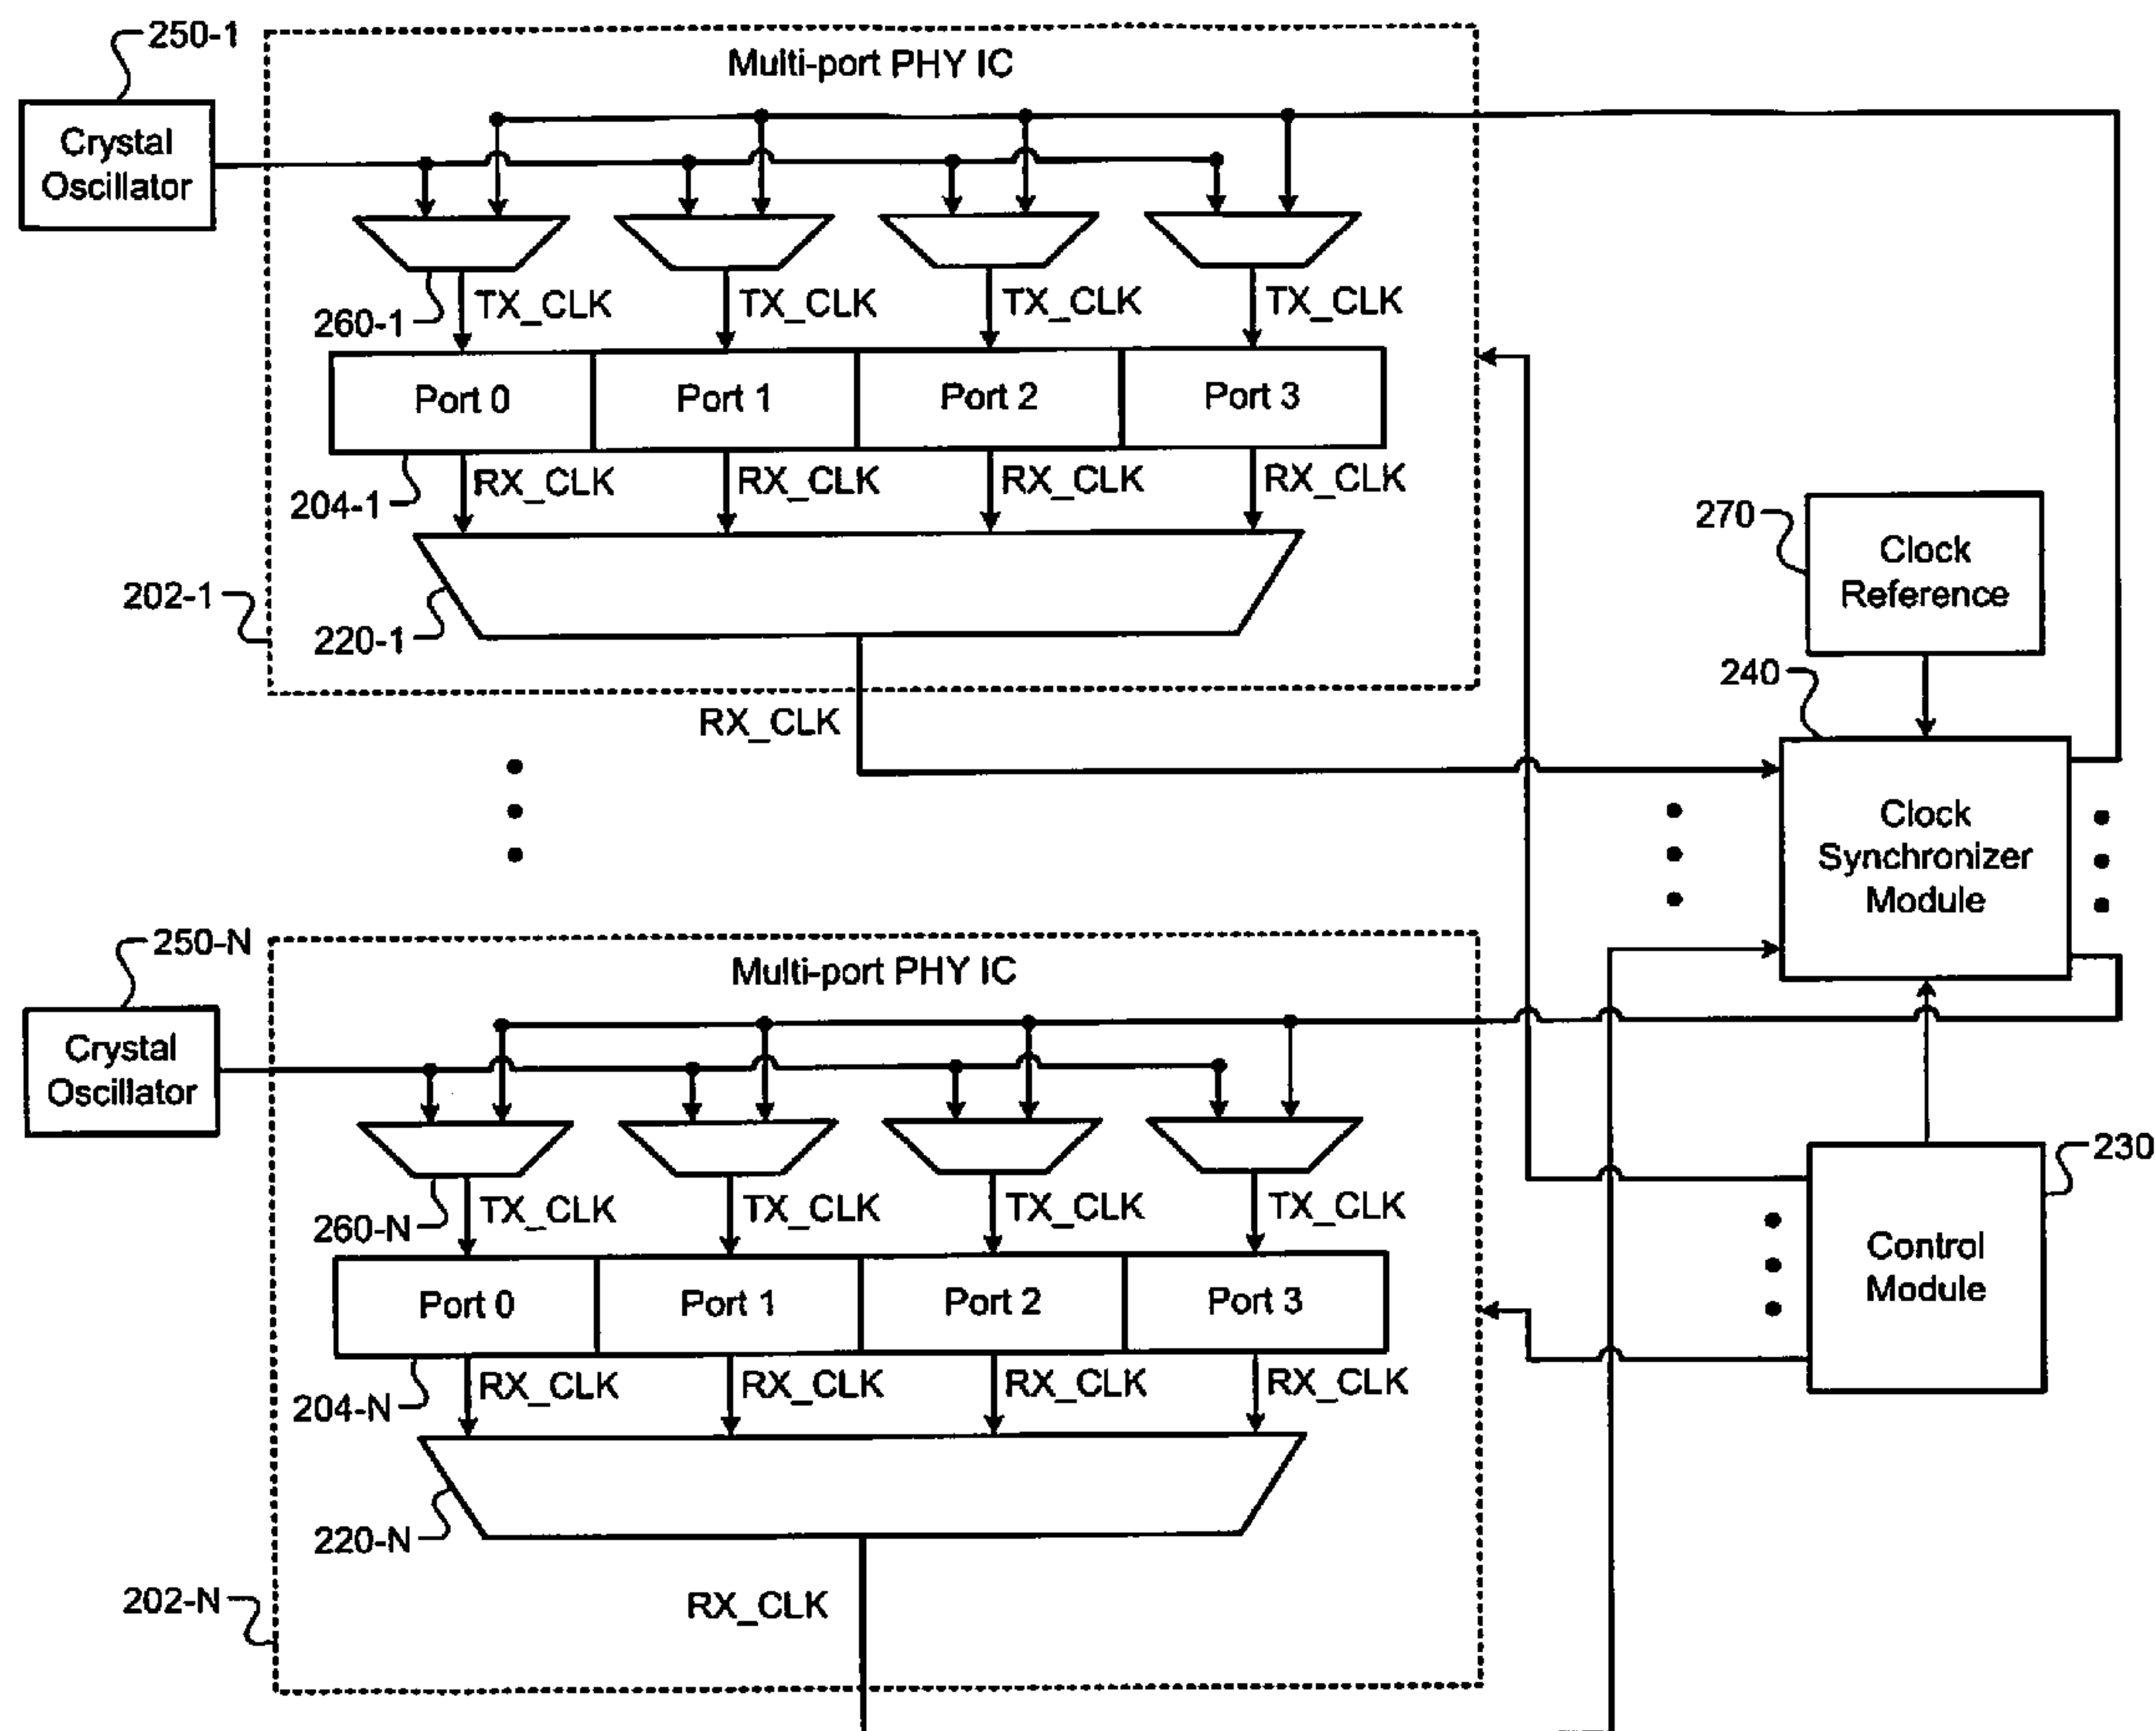 250-1
Multi-port PHY IC
Crystal
Oscillator
260-1
TX_CLK
TX_CLK
TX_CLK
TX_CLK
Port 0
Port 1
Port 2
Port 3
204-1
RX_CLK
RX_CLK
RX_CLK
RX_CLK
202-1
220-1
RX_CLK
270
Clock
Reference
240
Clock
Synchronizer
Module
250-N
Multi-port PHY IC
Crystal
Oscillator
260-N
TX_CLK
TX_CLK
TX_CLK
TX_CLK
Port 0
Port 1
Port 2
Port 3
204-N
RX_CLK
RX_CLK
RX_CLK
RX_CLK
220-N
202-N
RX_CLK
230
Control
Module